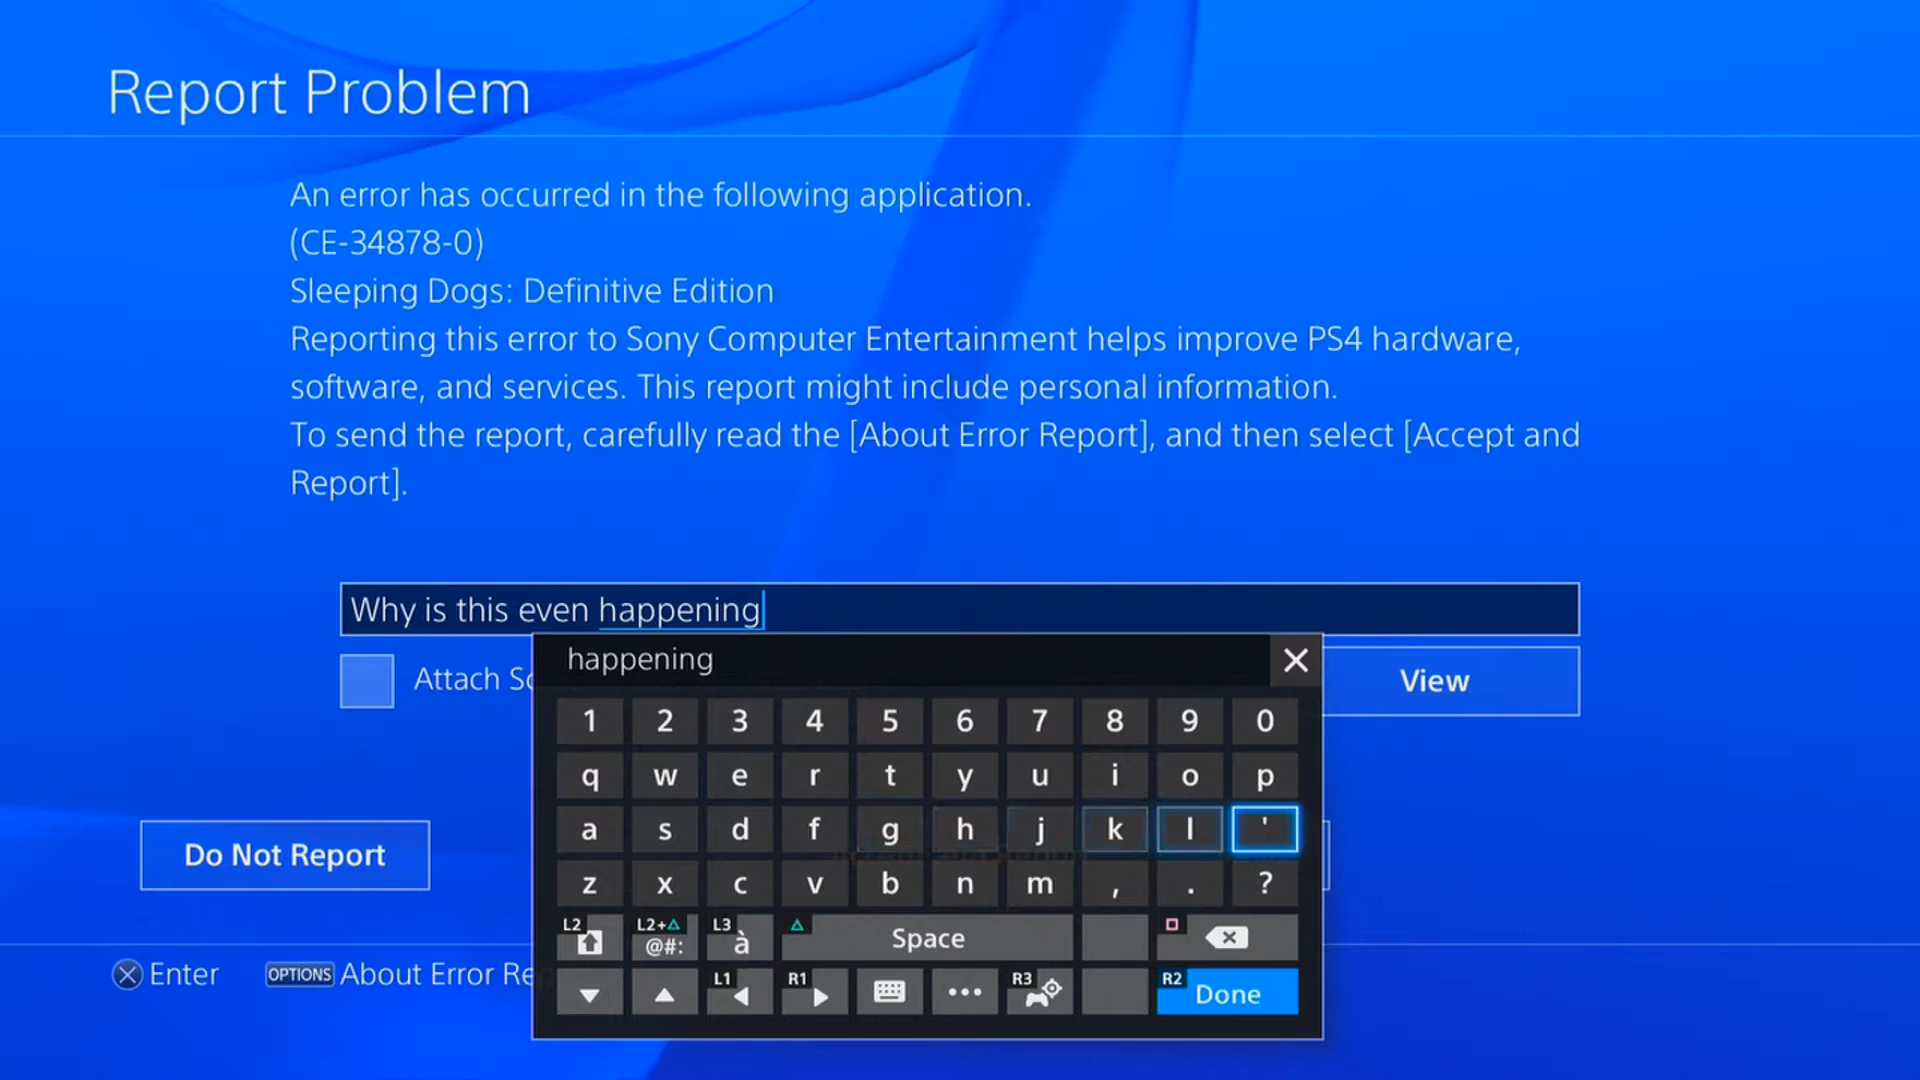 Report Problem
An error has occurred in the following application.
(CE-34878-0)
Sleeping Dogs: Definitive Edition
Reporting this error to Sony Computer Entertainment helps improve PS4 hardware,
software, and services. This report might include personal information.
To send the report, carefully read the [About Error Report], and then select [Accept and
Report].
Why is this even happening
Attach Sc
View
happening
1 2 3 4 5 6 7 8 9 0
q w e r t y u i o p
a s d f g h j k l '
z x c v b n m , . ?
L2 L2+△ @#: L3 à △ Space
L1 R1 ••• R3 R2 Done
Do Not Report
Enter OPTIONS About Error Re